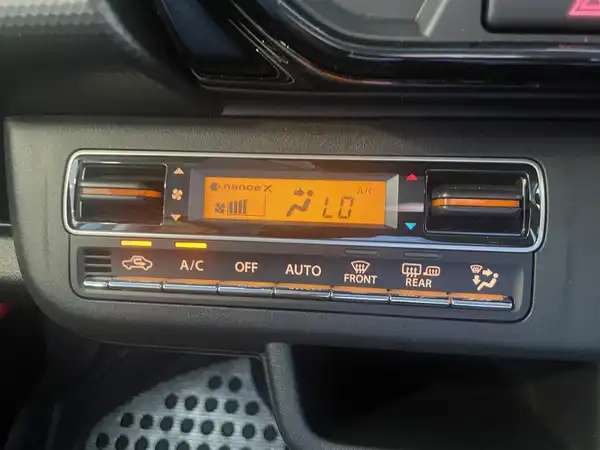 nanoe X A/C
LO
A/C OFF AUTO FRONT REAR